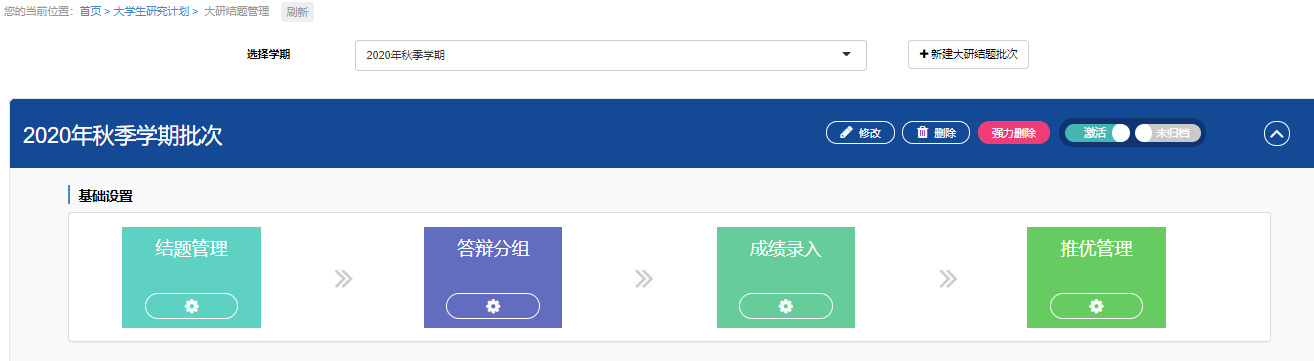 您的当前位置：首页 > 大学生研究计划 > 大研结题管理 刷新
选择学期 2020年秋季学期 新建大研结题批次
2020年秋季学期批次 修改 删除 强力删除 激活 未归档
基础设置
结题管理 答辩分组 成绩录入 推优管理